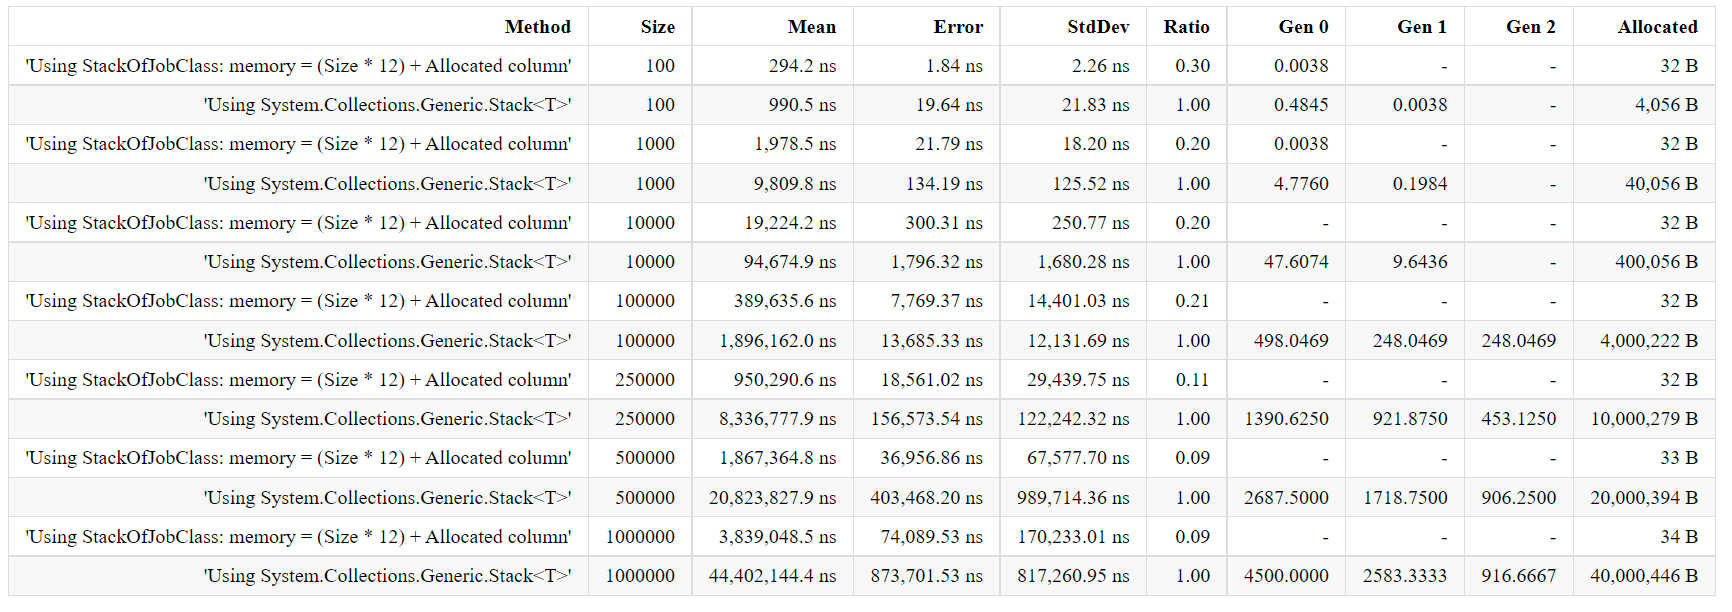 Method Size Mean Error StdDev Ratio Gen 0 Gen 1 Gen 2 Allocated
'Using StackOfJobClass: memory = (Size * 12) + Allocated column' 100 294.2 ns 1.84 ns 2.26 ns 0.30 0.0038 - - 32 B
'Using System.Collections.Generic.Stack<T>' 100 990.5 ns 19.64 ns 21.83 ns 1.00 0.4845 0.0038 - 4,056 B
'Using StackOfJobClass: memory = (Size * 12) + Allocated column' 1000 1,978.5 ns 21.79 ns 18.20 ns 0.20 0.0038 - - 32 B
'Using System.Collections.Generic.Stack<T>' 1000 9,809.8 ns 134.19 ns 125.52 ns 1.00 4.7760 0.1984 - 40,056 B
'Using StackOfJobClass: memory = (Size * 12) + Allocated column' 10000 19,224.2 ns 300.31 ns 250.77 ns 0.20 - - - 32 B
'Using System.Collections.Generic.Stack<T>' 10000 94,674.9 ns 1,796.32 ns 1,680.28 ns 1.00 47.6074 9.6436 - 400,056 B
'Using StackOfJobClass: memory = (Size * 12) + Allocated column' 100000 389,635.6 ns 7,769.37 ns 14,401.03 ns 0.21 - - - 32 B
'Using System.Collections.Generic.Stack<T>' 100000 1,896,162.0 ns 13,685.33 ns 12,131.69 ns 1.00 498.0469 248.0469 248.0469 4,000,222 B
'Using StackOfJobClass: memory = (Size * 12) + Allocated column' 250000 950,290.6 ns 18,561.02 ns 29,439.75 ns 0.11 - - - 32 B
'Using System.Collections.Generic.Stack<T>' 250000 8,336,777.9 ns 156,573.54 ns 122,242.32 ns 1.00 1390.6250 921.8750 453.1250 10,000,279 B
'Using StackOfJobClass: memory = (Size * 12) + Allocated column' 500000 1,867,364.8 ns 36,956.86 ns 67,577.70 ns 0.09 - - - 33 B
'Using System.Collections.Generic.Stack<T>' 500000 20,823,827.9 ns 403,468.20 ns 989,714.36 ns 1.00 2687.5000 1718.7500 906.2500 20,000,394 B
'Using StackOfJobClass: memory = (Size * 12) + Allocated column' 1000000 3,839,048.5 ns 74,089.53 ns 170,233.01 ns 0.09 - - - 34 B
'Using System.Collections.Generic.Stack<T>' 1000000 44,402,144.4 ns 873,701.53 ns 817,260.95 ns 1.00 4500.0000 2583.3333 916.6667 40,000,446 B